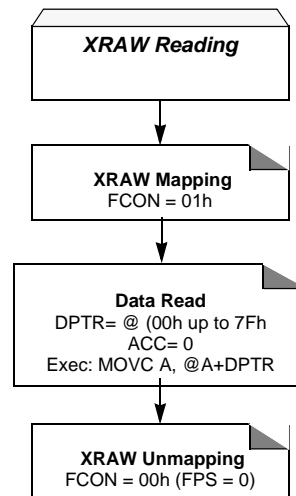 XRAW Reading
XRAW Mapping
FCON = 01h
Data Read
DPTR= @ (00h up to 7Fh
ACC= 0
Exec: MOVC A, @A+DPTR
XRAW Unmapping
FCON = 00h (FPS = 0)